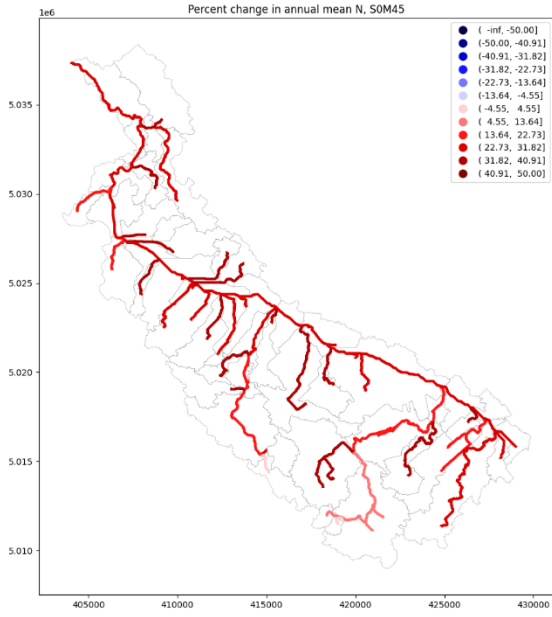 Percent change in annual mean N, S0M45
1e6
( -inf, -50.00]
(-50.00, -40.91]
(-40.91, -31.82]
(-31.82, -22.73]
(-22.73, -13.64]
(-13.64, -4.55]
( -4.55, 4.55]
( 4.55, 13.64]
( 13.64, 22.73]
( 22.73, 31.82]
( 31.82, 40.91]
( 40.91, 50.00]
5.035
5.030
5.025
5.020
5.015
5.010
405000 410000 415000 420000 425000 430000